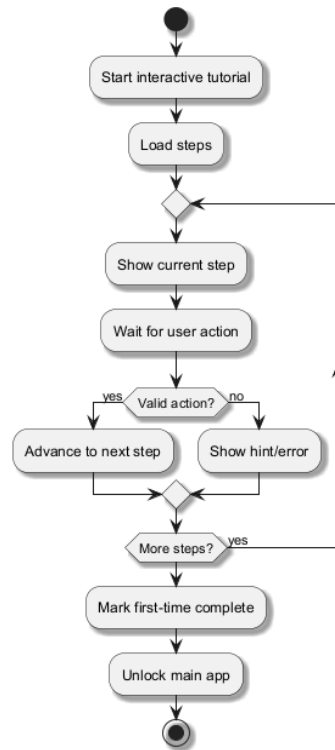 Start interactive tutorial
Load steps
Show current step
Wait for user action
yes
Valid action?
no
Advance to next step
Show hint/error
More steps?
yes
Mark first-time complete
Unlock main app